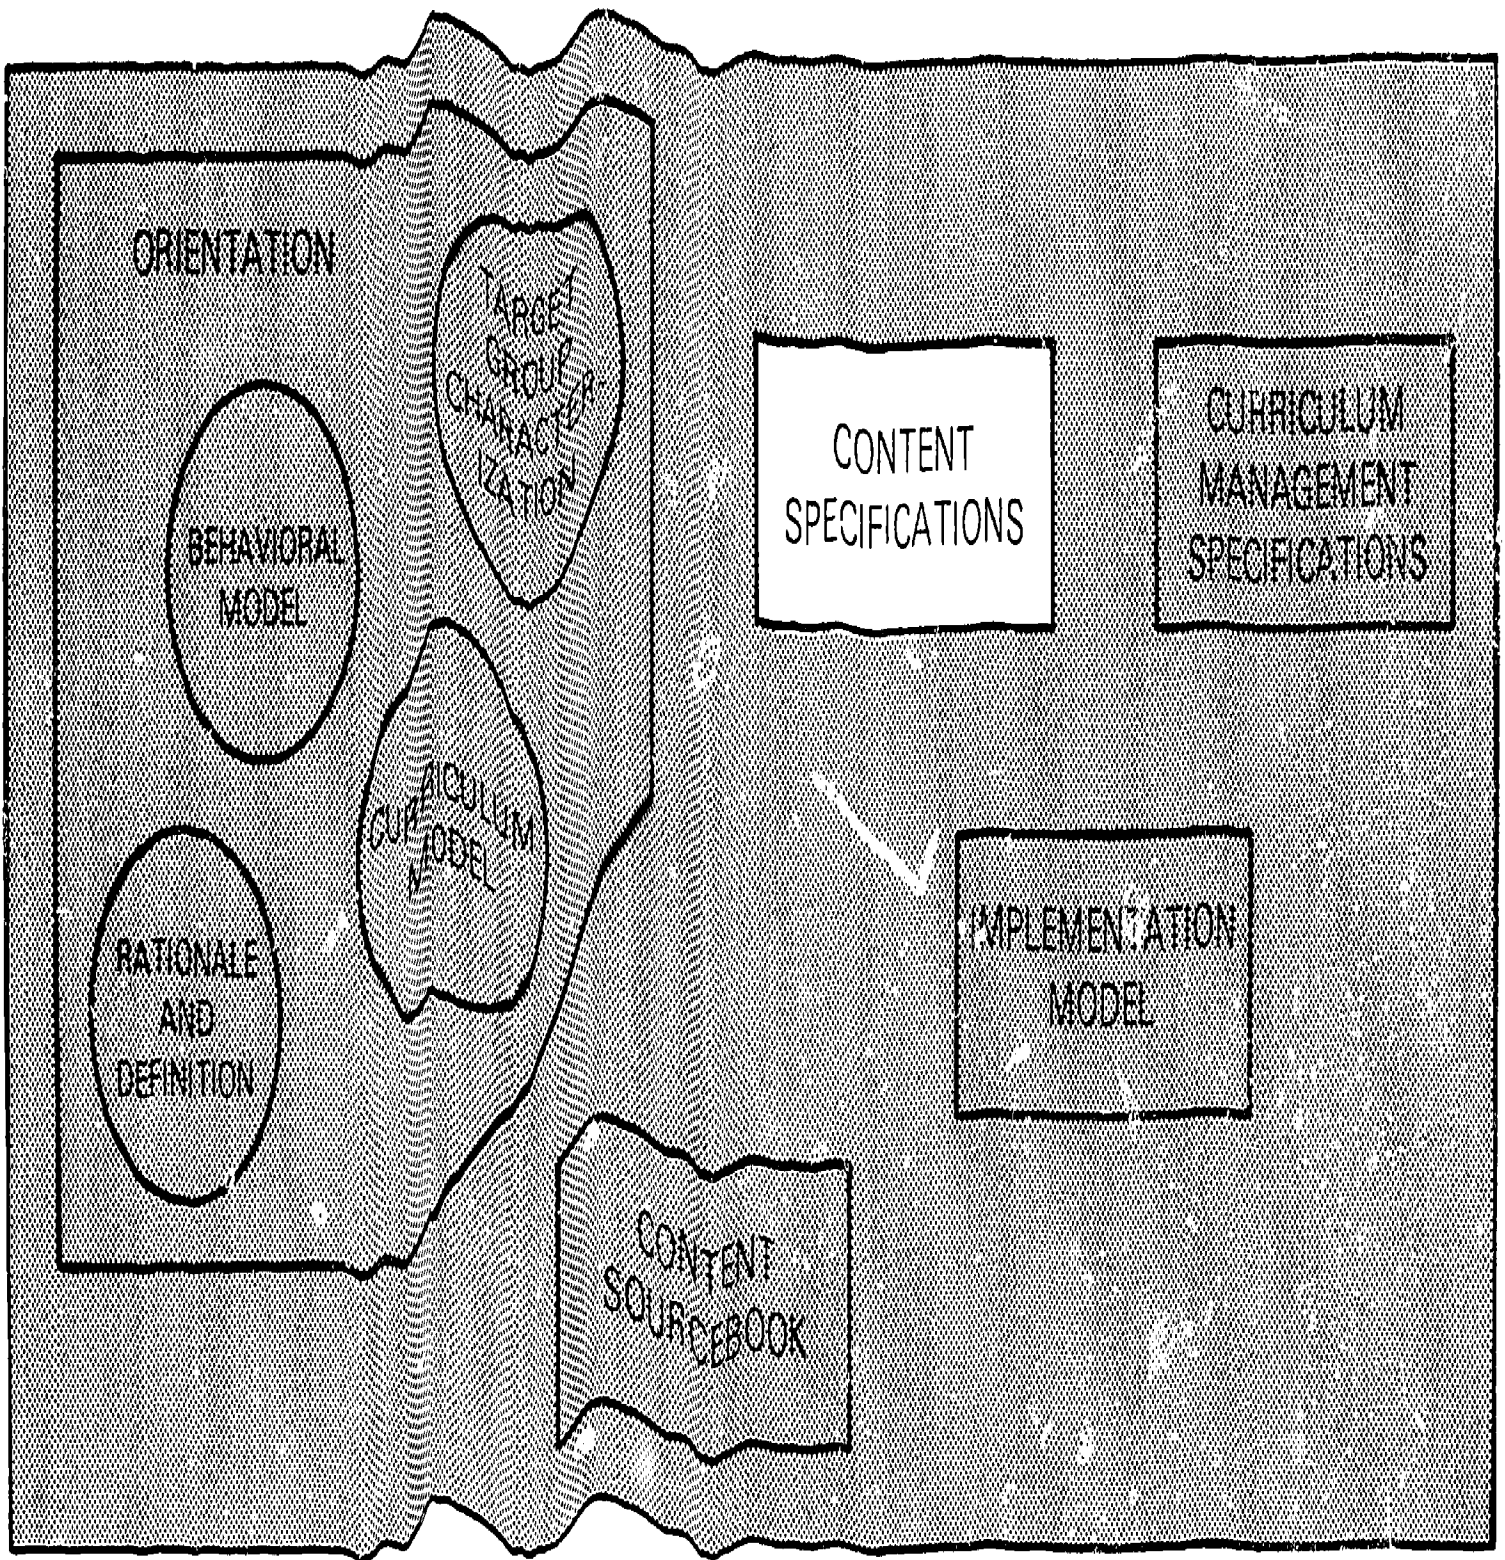 ORIENTATION
TARGET
GROUP
CHARACTER-
IZATION
BEHAVIORAL
MODEL
CURRICULUM
MODEL
RATIONALE
AND
DEFINITION
CONTENT
SPECIFICATIONS
CURRICULUM
MANAGEMENT
SPECIFICATIONS
IMPLEMENTATION
MODEL
CONTENT
SOURCEBOOK